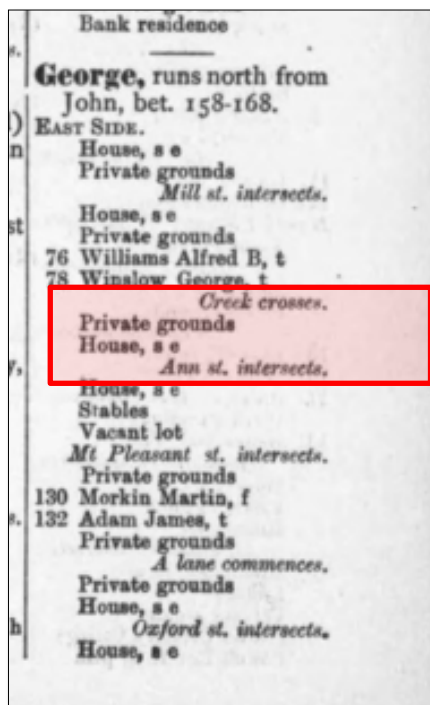 Bank residence
George, runs north from
John, bet. 158-168.
EAST SIDE.
House, s e
Private grounds
Mill st. intersects.
House, s e
Private grounds
76 Williams Alfred B, t
78 Winslow George, t
Creek crosses.
Private grounds
House, s e
Ann st. intersects.
House, s e
Stables
Vacant lot
Mt Pleasant st. intersects.
Private grounds
130 Morkin Martin, f
132 Adam James, t
Private grounds
A lane commences.
Private grounds
House, s e
Oxford st. intersects.
House, s e